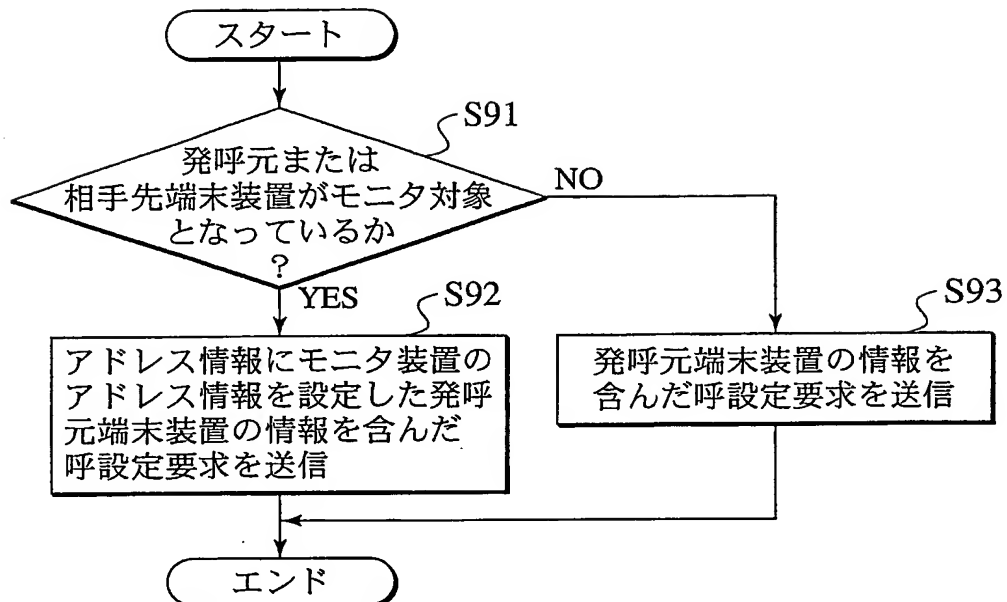 スタート
S91
発呼元または
相手先端末装置がモニタ対象
となっているか
?
NO
YES
S92
アドレス情報にモニタ装置の
アドレス情報を設定した発呼
元端末装置の情報を含んだ
呼設定要求を送信
S93
発呼元端末装置の情報を
含んだ呼設定要求を送信
エンド